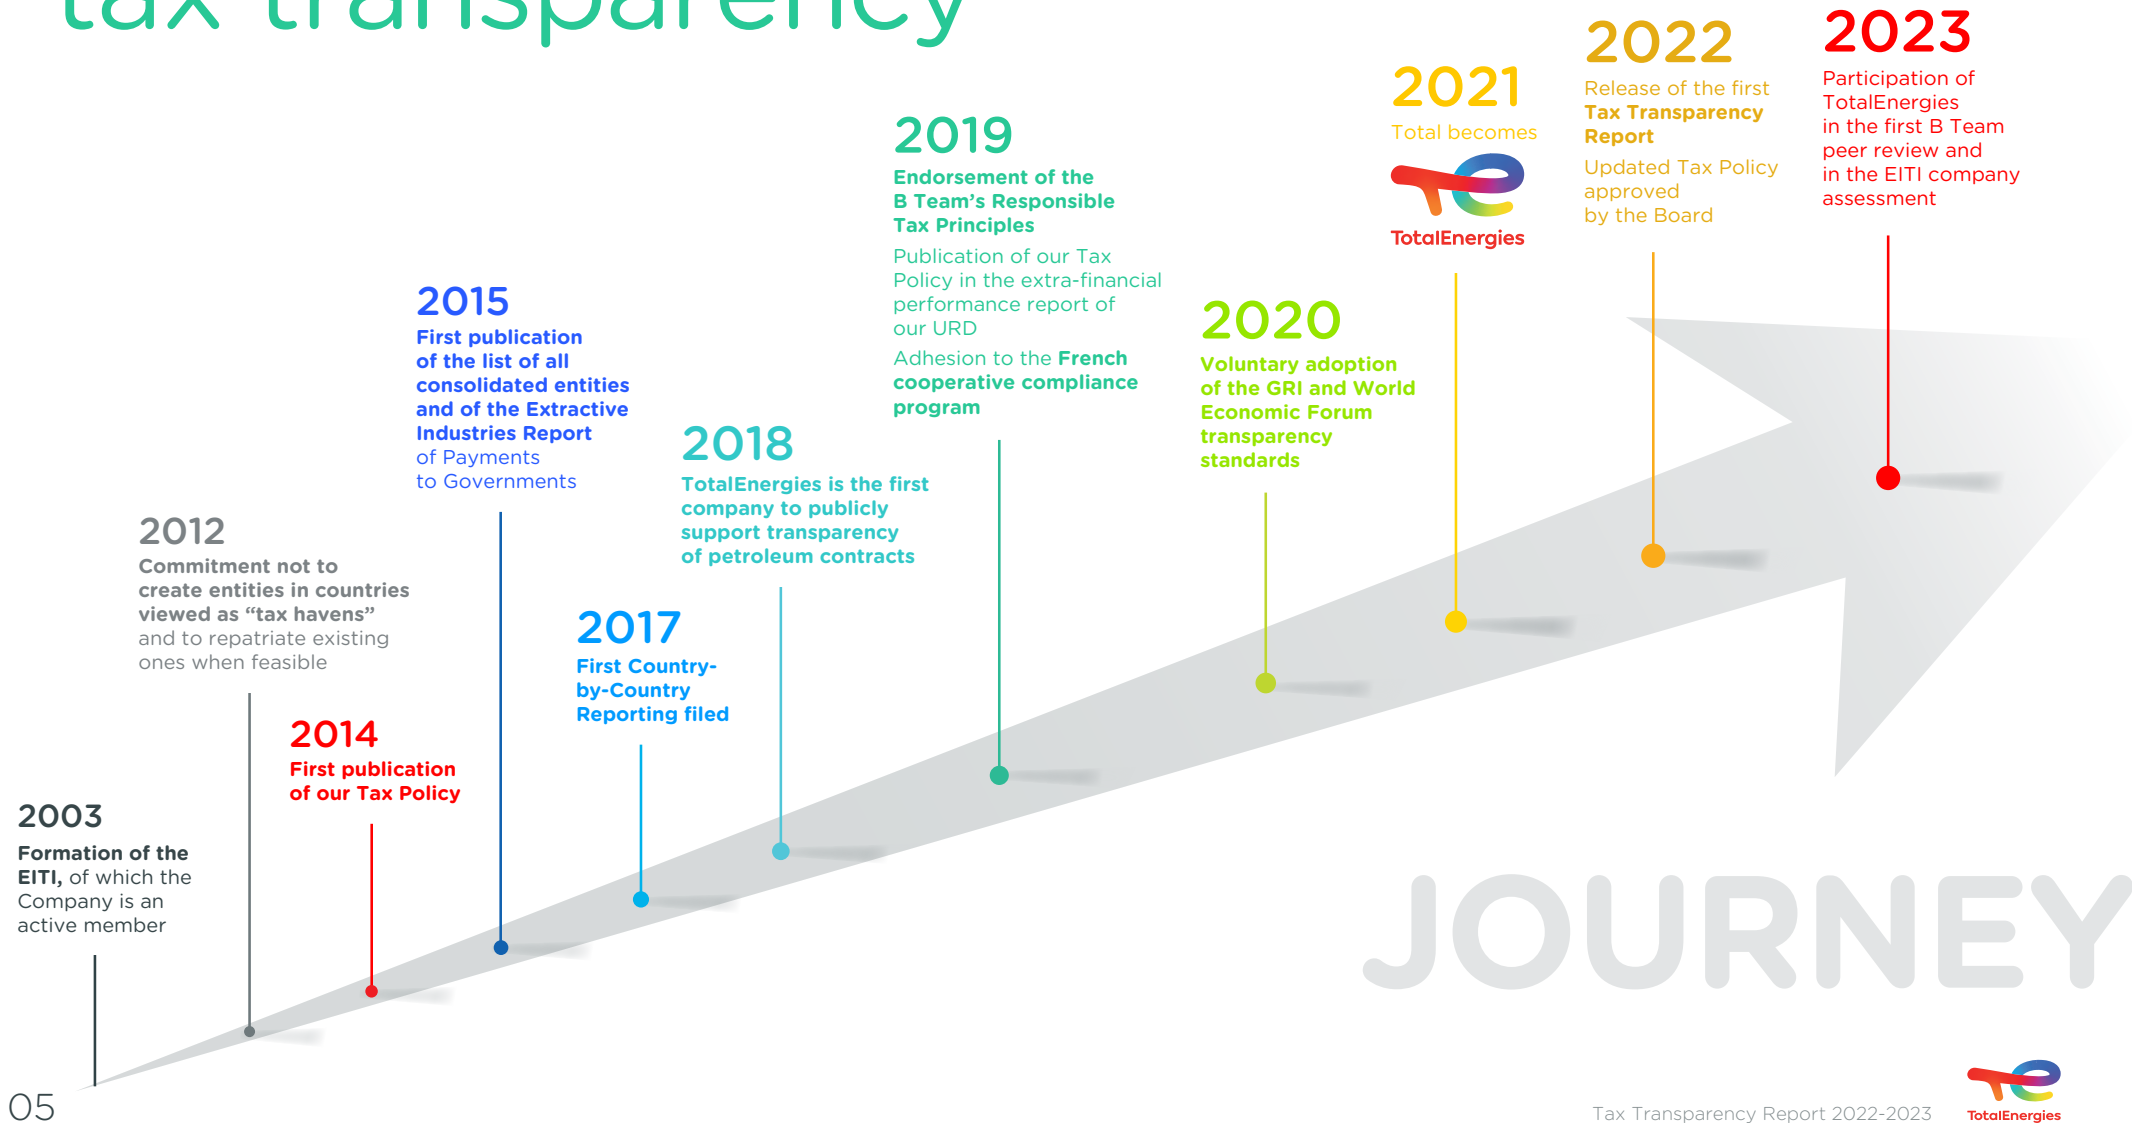 tax transparency
2003
Formation of the
EITI, of which the
Company is an
active member
2012
Commitment not to
create entities in countries
viewed as “tax havens”
and to repatriate existing
ones when feasible
2014
First publication
of our Tax Policy
2015
First publication
of the list of all
consolidated entities
and of the Extractive
Industries Report
of Payments
to Governments
2017
First Country-
by-Country
Reporting filed
2018
TotalEnergies is the first
company to publicly
support transparency
of petroleum contracts
2019
Endorsement of the
B Team’s Responsible
Tax Principles
Publication of our Tax
Policy in the extra-financial
performance report of
our URD
Adhesion to the French
cooperative compliance
program
2020
Voluntary adoption
of the GRI and World
Economic Forum
transparency
standards
2021
Total becomes
TotalEnergies
2022
Release of the first
Tax Transparency
Report
Updated Tax Policy
approved
by the Board
2023
Participation of
TotalEnergies
in the first B Team
peer review and
in the EITI company
assessment
JOURNEY
05
Tax Transparency Report 2022-2023
TotalEnergies